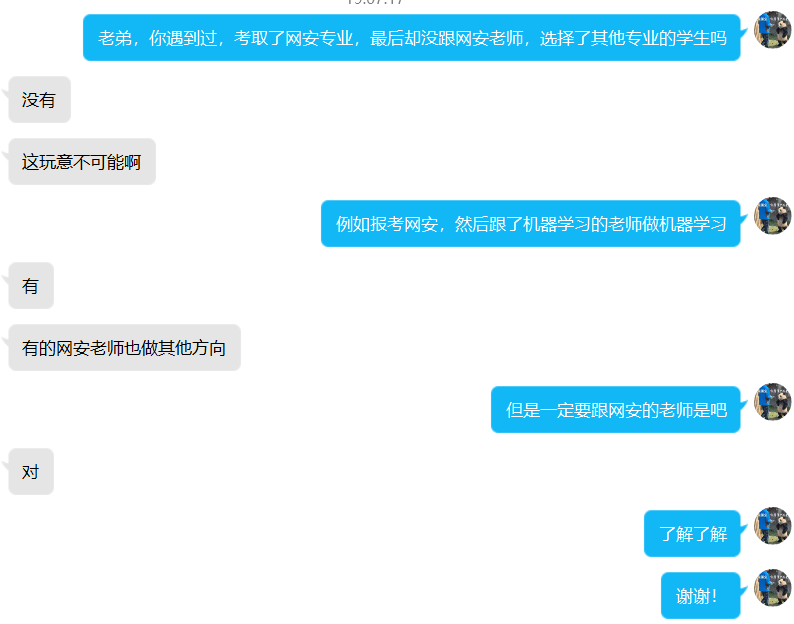 老弟，你遇到过，考取了网安专业，最后却没跟网安老师，选择了其他专业的学生吗
没有
这玩意不可能啊
例如报考网安，然后跟了机器学习的老师做机器学习
有
有的网安老师也做其他方向
但是一定要跟网安的老师是吧
对
了解了解
谢谢！